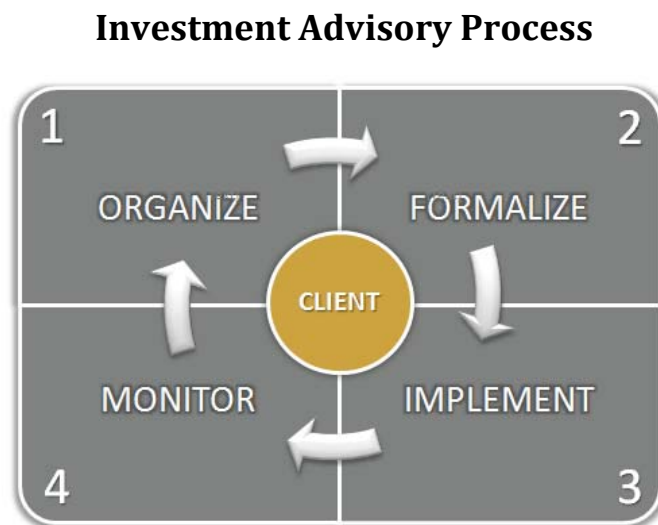 Investment Advisory Process
1
2
ORGANIZE
FORMALIZE
CLIENT
MONITOR
IMPLEMENT
4
3